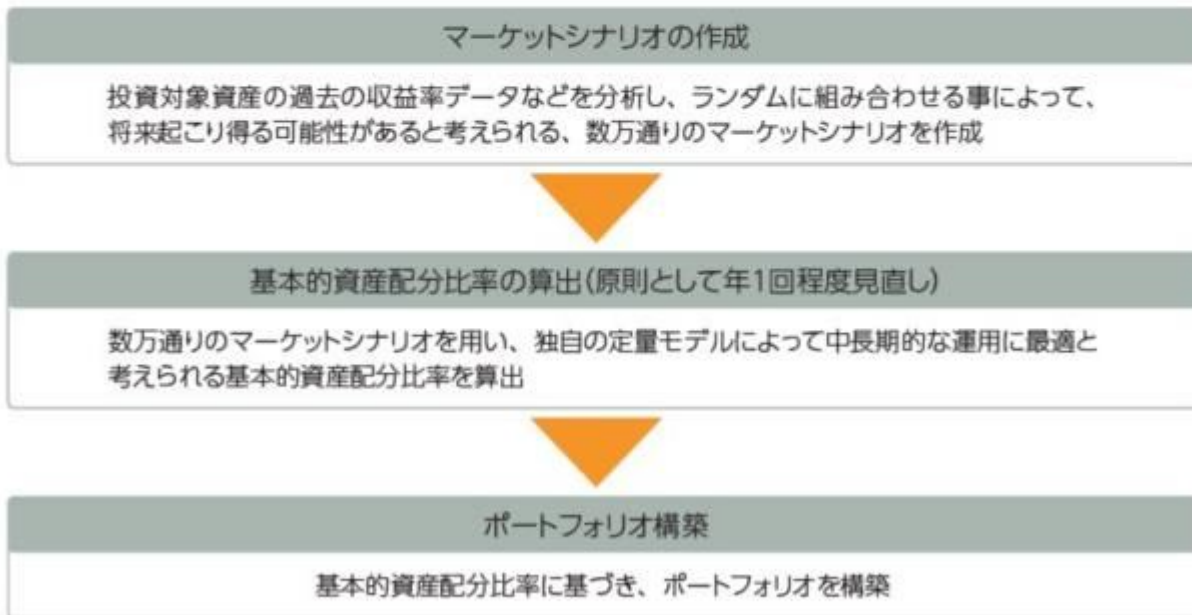 マーケットシナリオの作成
投資対象資産の過去の収益率データなどを分析し、ランダムに組み合わせる事によって、
将来起こり得る可能性があると考えられる、数万通りのマーケットシナリオを作成
基本的資産配分比率の算出(原則として年1回程度見直し)
数万通りのマーケットシナリオを用い、独自の定量モデルによって中長期的な運用に最適と
考えられる基本的資産配分比率を算出
ポートフォリオ構築
基本的資産配分比率に基づき、ポートフォリオを構築